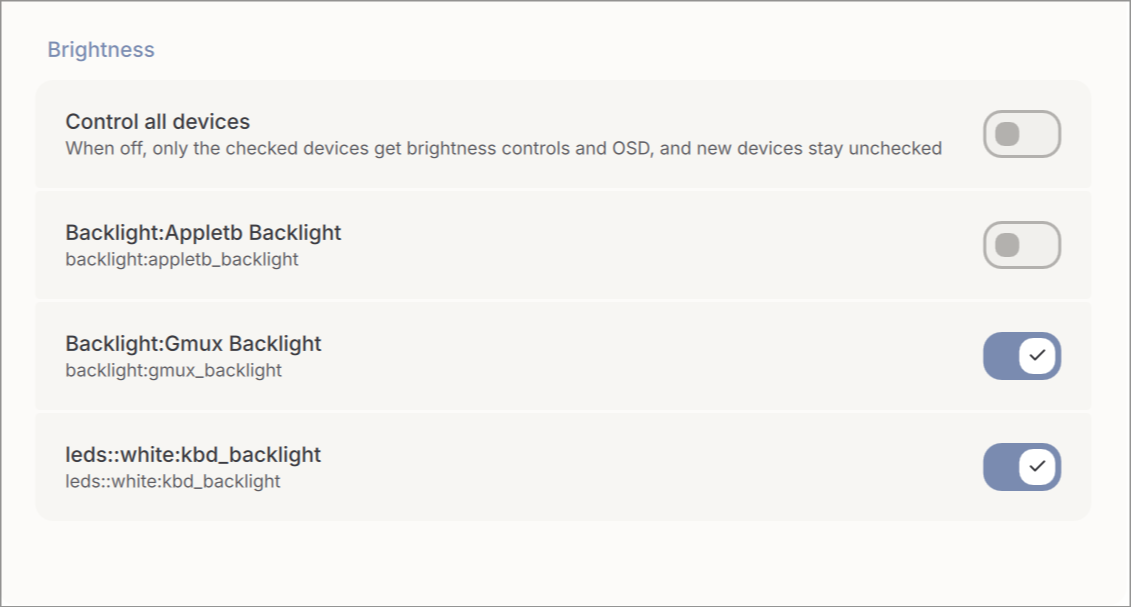 Brightness
Control all devices
When off, only the checked devices get brightness controls and OSD, and new devices stay unchecked
Backlight:Appletb Backlight
backlight:appletb_backlight
Backlight:Gmux Backlight
backlight:gmux_backlight
leds::white:kbd_backlight
leds::white:kbd_backlight